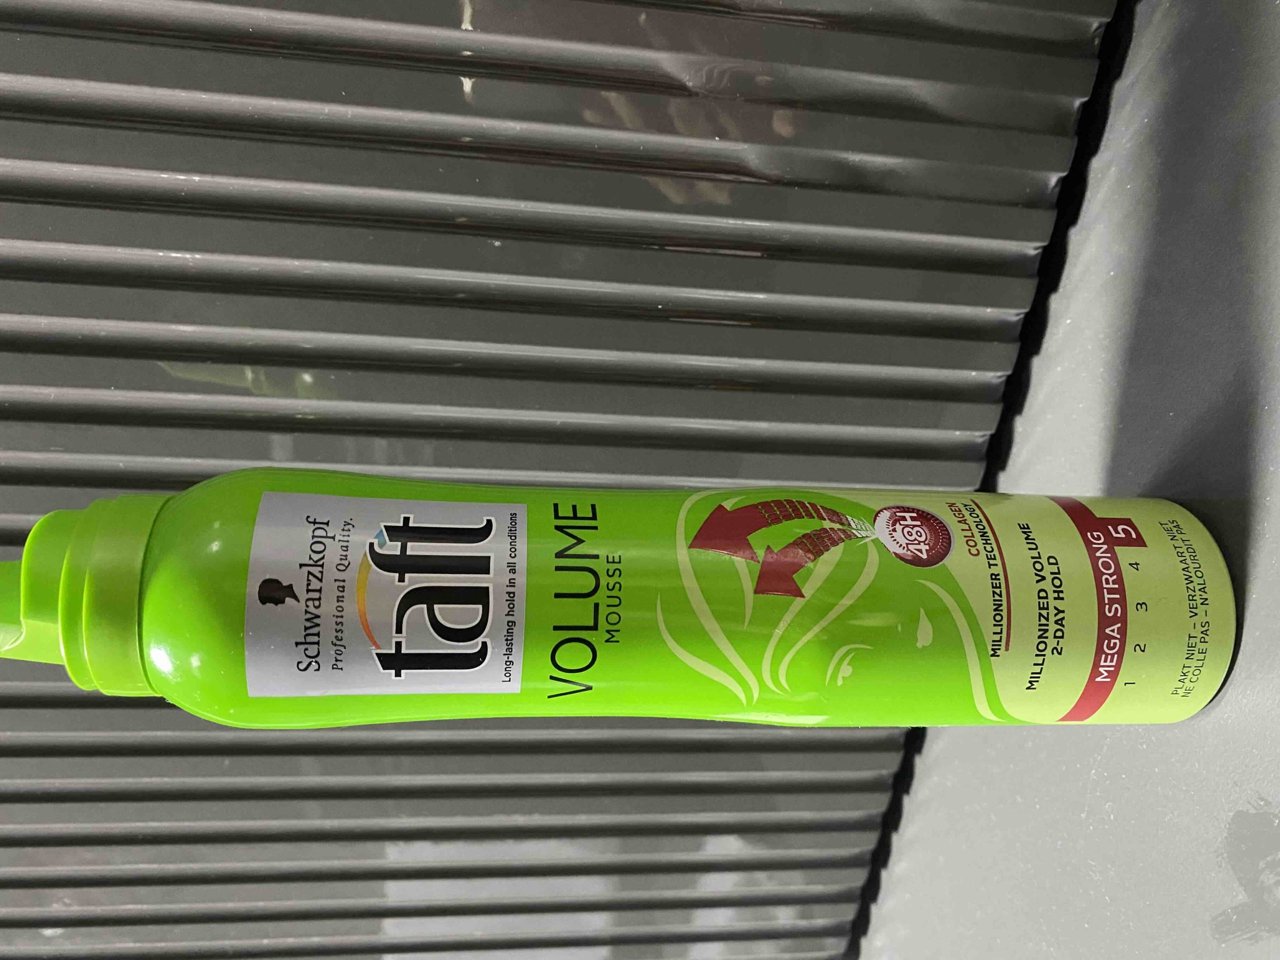 Schwarzkopf
Professional Quality.
taft
Long-lasting hold in all conditions
VOLUME
MOUSSE
48H
COLLAGEN
MILLIONIZER TECHNOLOGY
MILLIONIZED VOLUME
2-DAY HOLD
MEGA STRONG
1 2 3 4 5
PLAKT NIET – VERZWAART NIET
NE COLLE PAS – N'ALOURDIT PAS